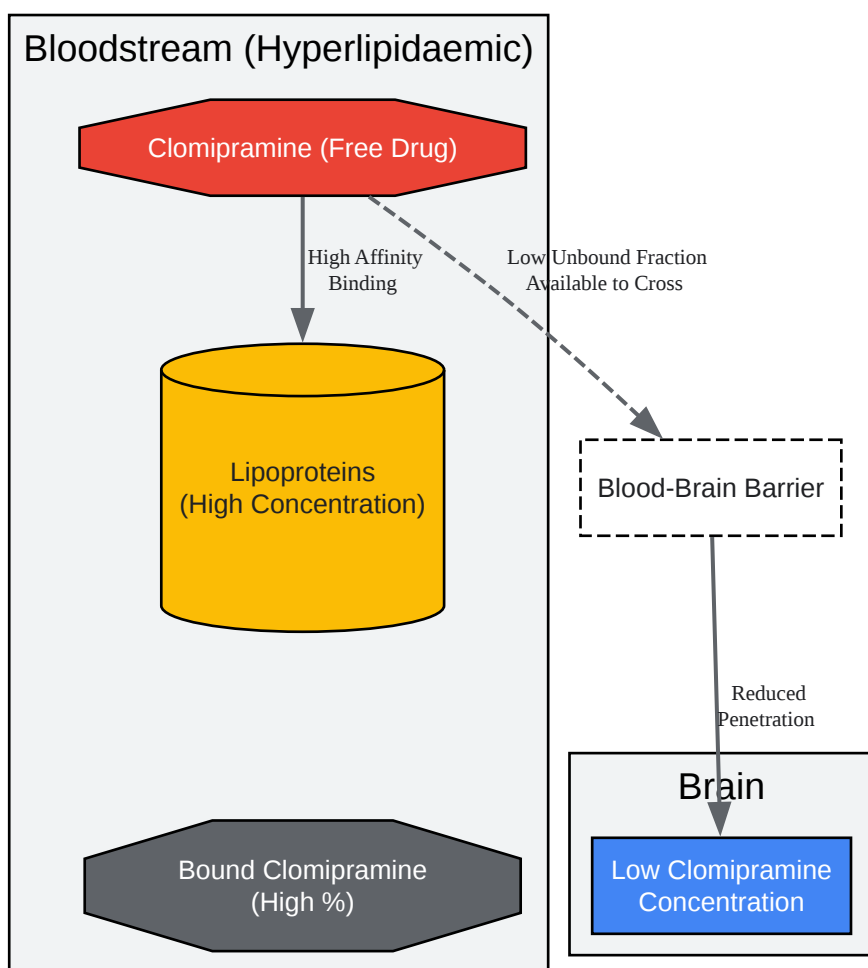 Bloodstream (Hyperlipidaemic)
Clomipramine (Free Drug)
High Affinity
Binding
Low Unbound Fraction
Available to Cross
Lipoproteins
(High Concentration)
Blood-Brain Barrier
Reduced
Penetration
Brain
Bound Clomipramine
(High %)
Low Clomipramine
Concentration